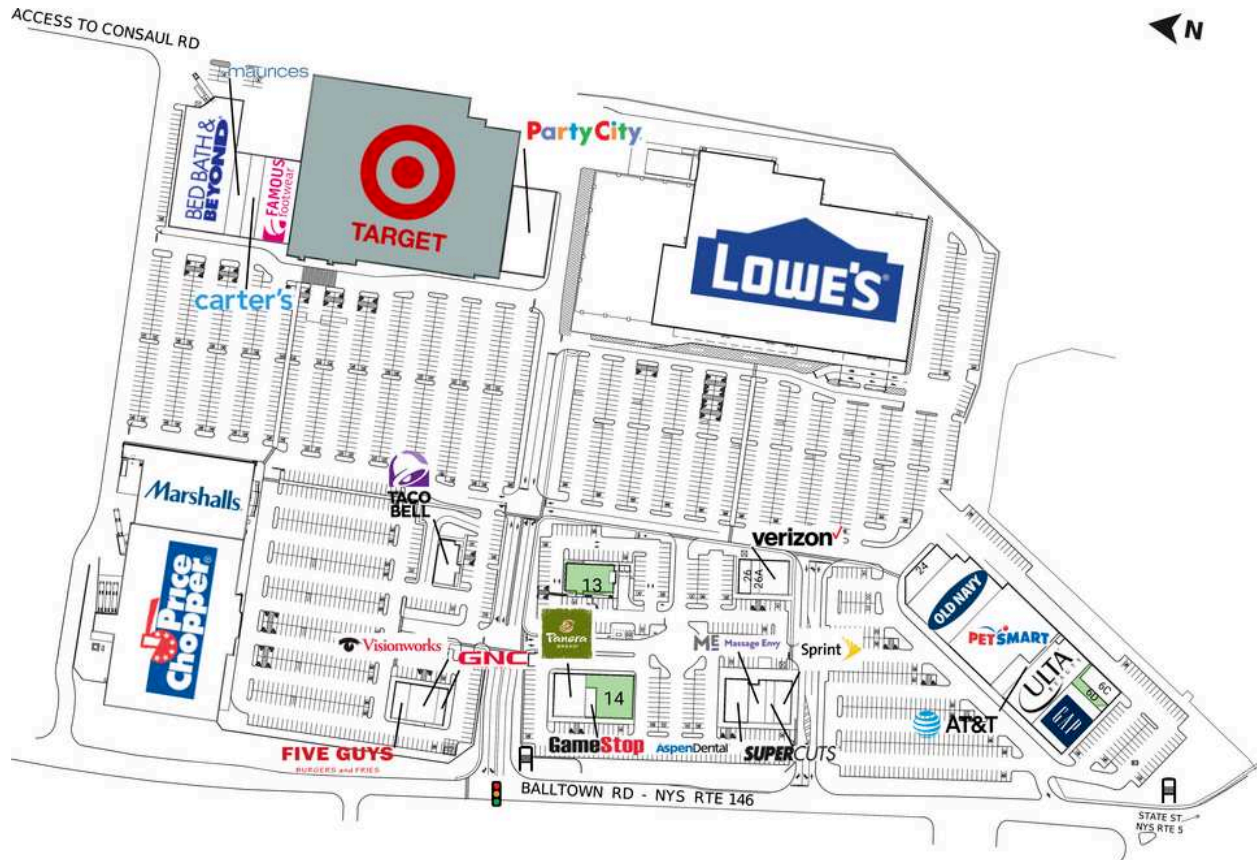 ACCESS TO CONSAUL RD
N
maurices
BED BATH &
BEYOND
FAMOUS
footwear
TARGET
PartyCity
LOWE'S
carter's
Marshalls
TACO
BELL
verizon
24
OLD NAVY
PETSMART
ULTA
BEAUTY
6C
6D
GAP
AT&T
13
26
26A
Price
Chopper
Visionworks
GNC
Panera
BREAD
ME Massage Envy
Sprint
14
FIVE GUYS
BURGERS and FRIES
GameStop
AspenDental
SUPERCUTS
BALLTOWN RD - NYS RTE 146
STATE ST.
NYS RTE 5